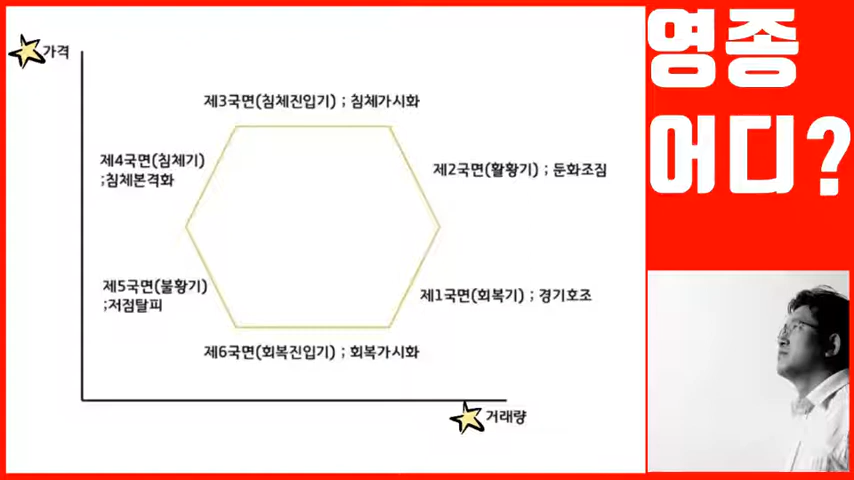 영종
어디?
가격
제3국면(침체진입기) ; 침체가시화
제4국면(침체기)
;침체본격화
제2국면(활황기) ; 둔화조짐
제5국면(불황기)
;저점탈피
제1국면(회복기) ; 경기호조
제6국면(회복진입기) ; 회복가시화
거래량